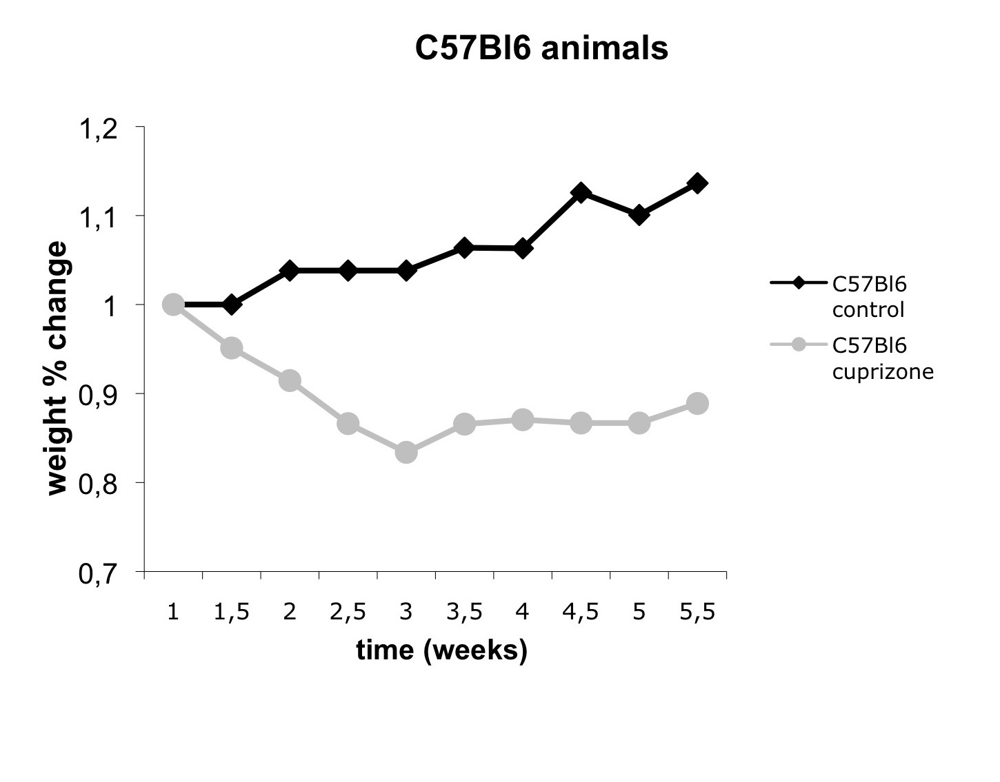 C57Bl6 animals
1,2
1,1
1
0,9
0,8
0,7
weight % change
1 1,5 2 2,5 3 3,5 4 4,5 5 5,5
time (weeks)
C57Bl6
control
C57Bl6
cuprizone